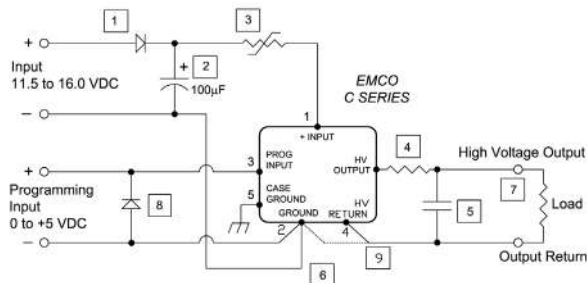 1
3
+
Input
11.5 to 16.0 VDC
−
+
2
100µF
EMCO
C SERIES
1
+ INPUT
4
High Voltage Output
+
Programming
Input
0 to +5 VDC
−
3
PROG
INPUT
HV
OUTPUT
8
5
CASE
GROUND
GROUND
HV
RETURN
2
4
5
7
Load
6
9
Output Return